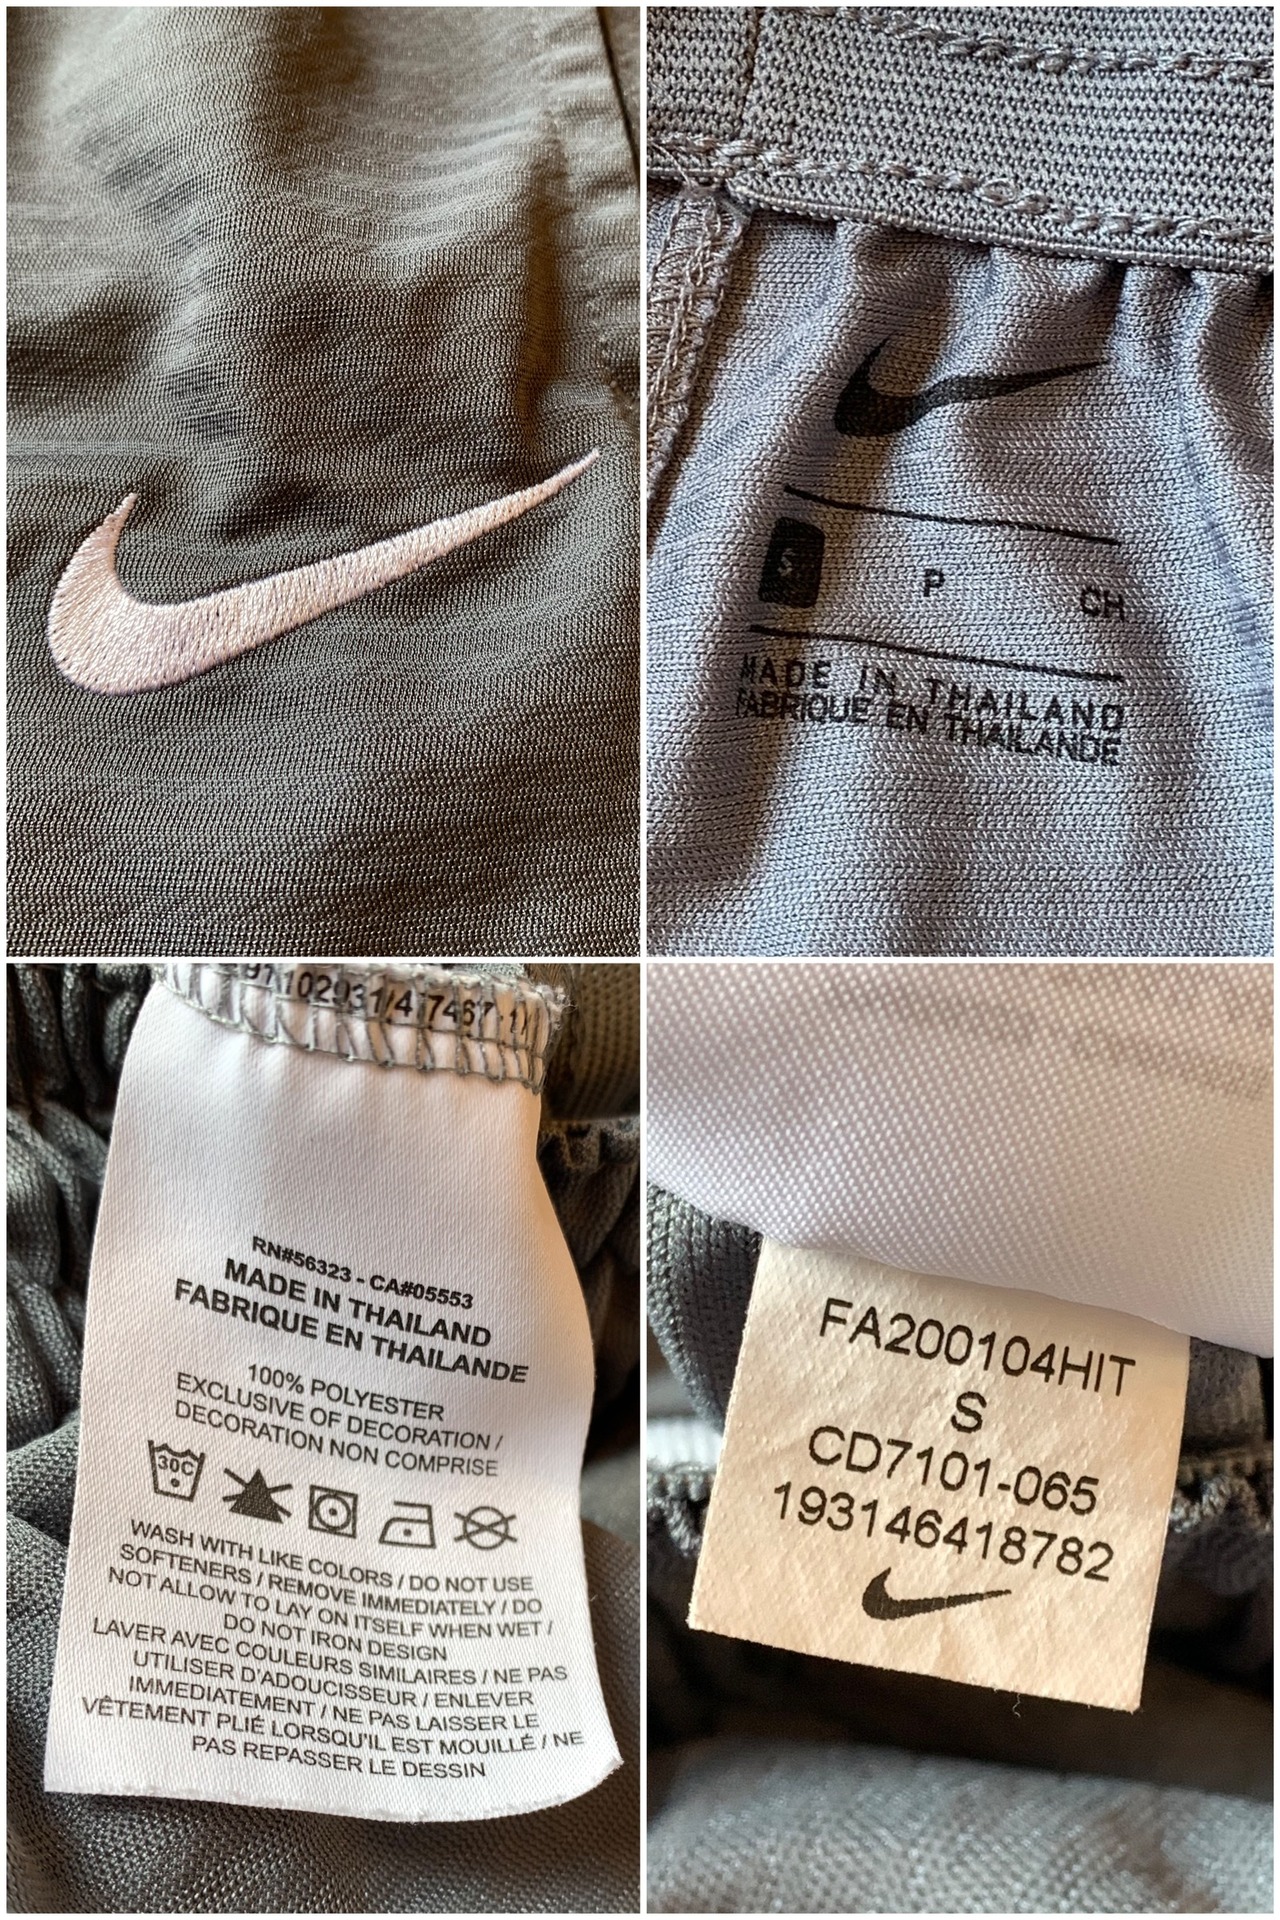 S P CH
MADE IN THAILAND
FABRIQUE EN THAILANDE
RN#56323 - CA#05553
MADE IN THAILAND
FABRIQUE EN THAILANDE
100% POLYESTER
EXCLUSIVE OF DECORATION /
DECORATION NON COMPRISE
30C
WASH WITH LIKE COLORS / DO NOT USE
SOFTENERS / REMOVE IMMEDIATELY / DO
NOT ALLOW TO LAY ON ITSELF WHEN WET /
DO NOT IRON DESIGN
LAVER AVEC COULEURS SIMILAIRES / NE PAS
UTILISER D'ADOUCISSEUR / ENLEVER
IMMEDIATEMENT / NE PAS LAISSER LE
VÊTEMENT PLIÉ LORSQU'IL EST MOUILLÉ / NE
PAS REPASSER LE DESSIN
FA200104HIT
S
CD7101-065
193146418782